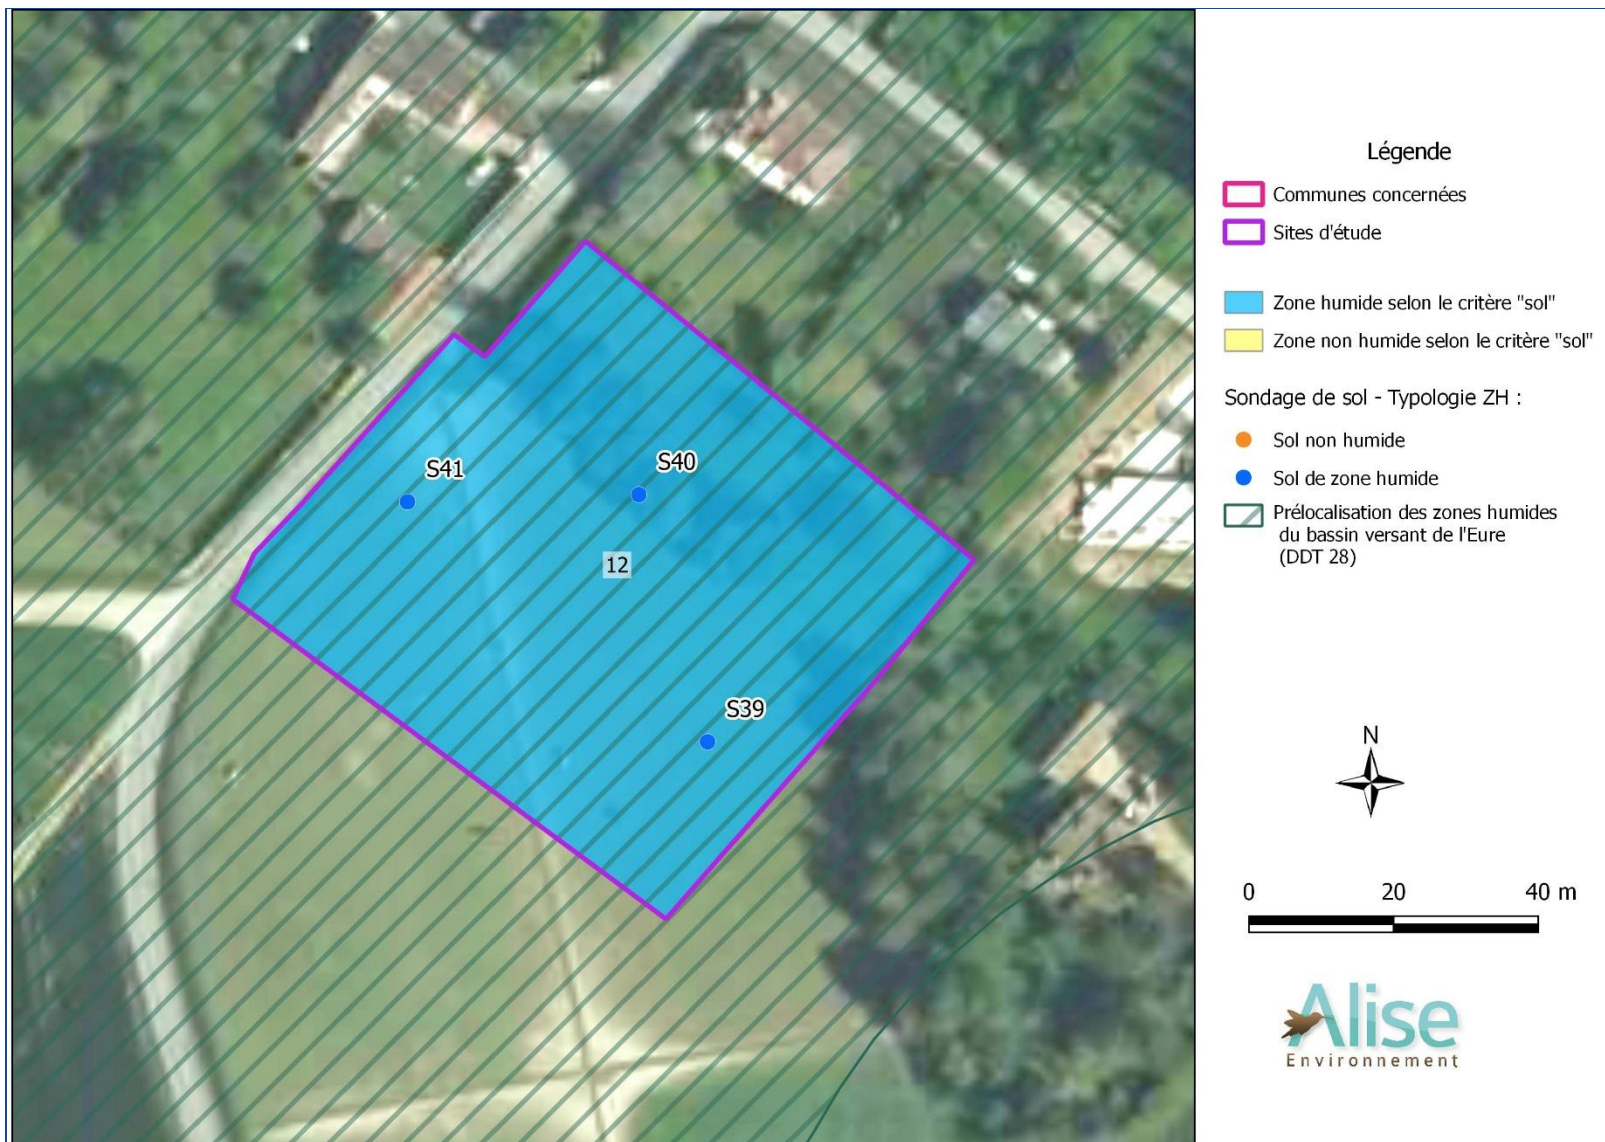 S41
S40
12
S39
Légende
Communes concernées
Sites d'étude
Zone humide selon le critère "sol"
Zone non humide selon le critère "sol"
Sondage de sol - Typologie ZH :
Sol non humide
Sol de zone humide
Prélocalisation des zones humides
du bassin versant de l'Eure
(DDT 28)
N
0 20 40 m
Alise
Environnement